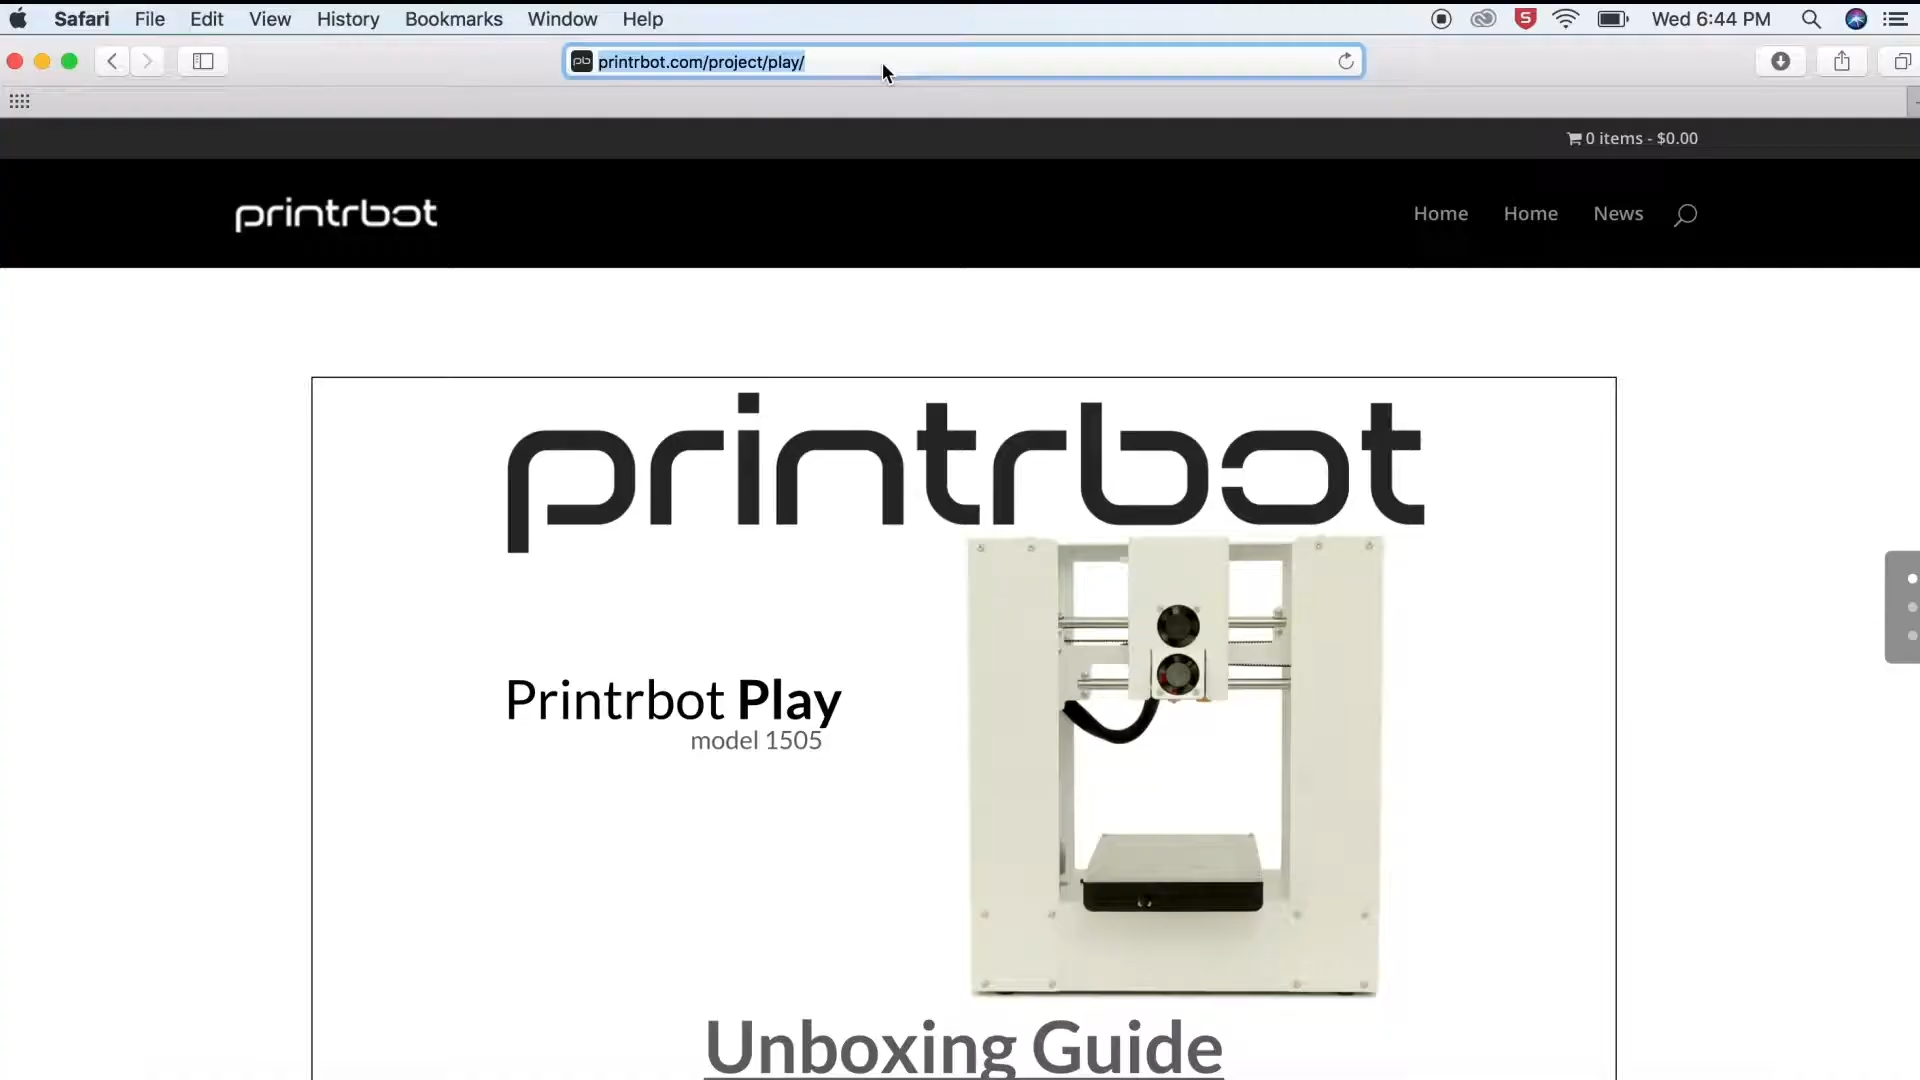 Safari File Edit View History Bookmarks Window Help Wed 6:44 PM
pb printrbot.com/project/play/
0 items - $0.00
printrbot Home Home News
printrbot
Printrbot Play
model 1505
Unboxing Guide